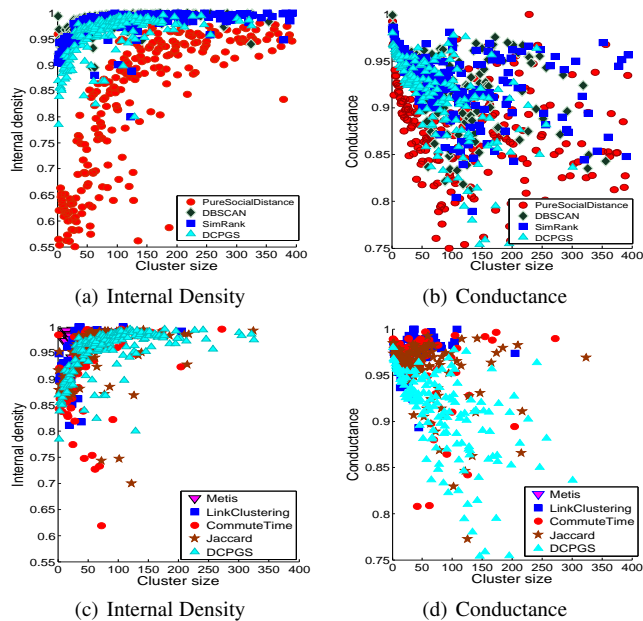 1
0.95
0.9
0.85
0.8
0.75
0.7
0.65
0.6
0.55
Internal density
0 50 100 150 200 250 300 350 400
Cluster size
PureSocialDistance
DBSCAN
SimRank
DCPGS
(a) Internal Density
1
0.95
0.9
0.85
0.8
0.75
Conductance
0 50 100 150 200 250 300 350 400
Cluster size
PureSocialDistance
DBSCAN
SimRank
DCPGS
(b) Conductance
1
0.95
0.9
0.85
0.8
0.75
0.7
0.65
0.6
0.55
Internal density
0 50 100 150 200 250 300 350 400
Cluster size
Metis
LinkClustering
CommuteTime
Jaccard
DCPGS
(c) Internal Density
1
0.95
0.9
0.85
0.8
0.75
Conductance
0 50 100 150 200 250 300 350 400
Cluster size
Metis
LinkClustering
CommuteTime
Jaccard
DCPGS
(d) Conductance